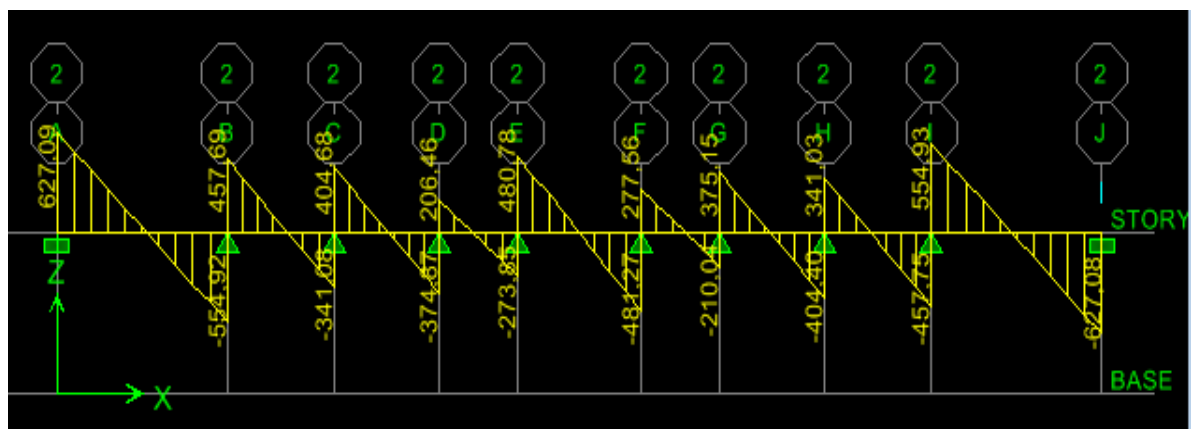 2 2 2 2 2 2 2 2 2 2
A B C D E F G H I J
627.09 457.69 404.68 206.46 480.78 277.56 375.15 341.03 554.93
STORY
-554.92 -341.68 -374.67 -273.85 -481.27 -210.04 -404.40 -457.75 -627.08
Z
X
BASE